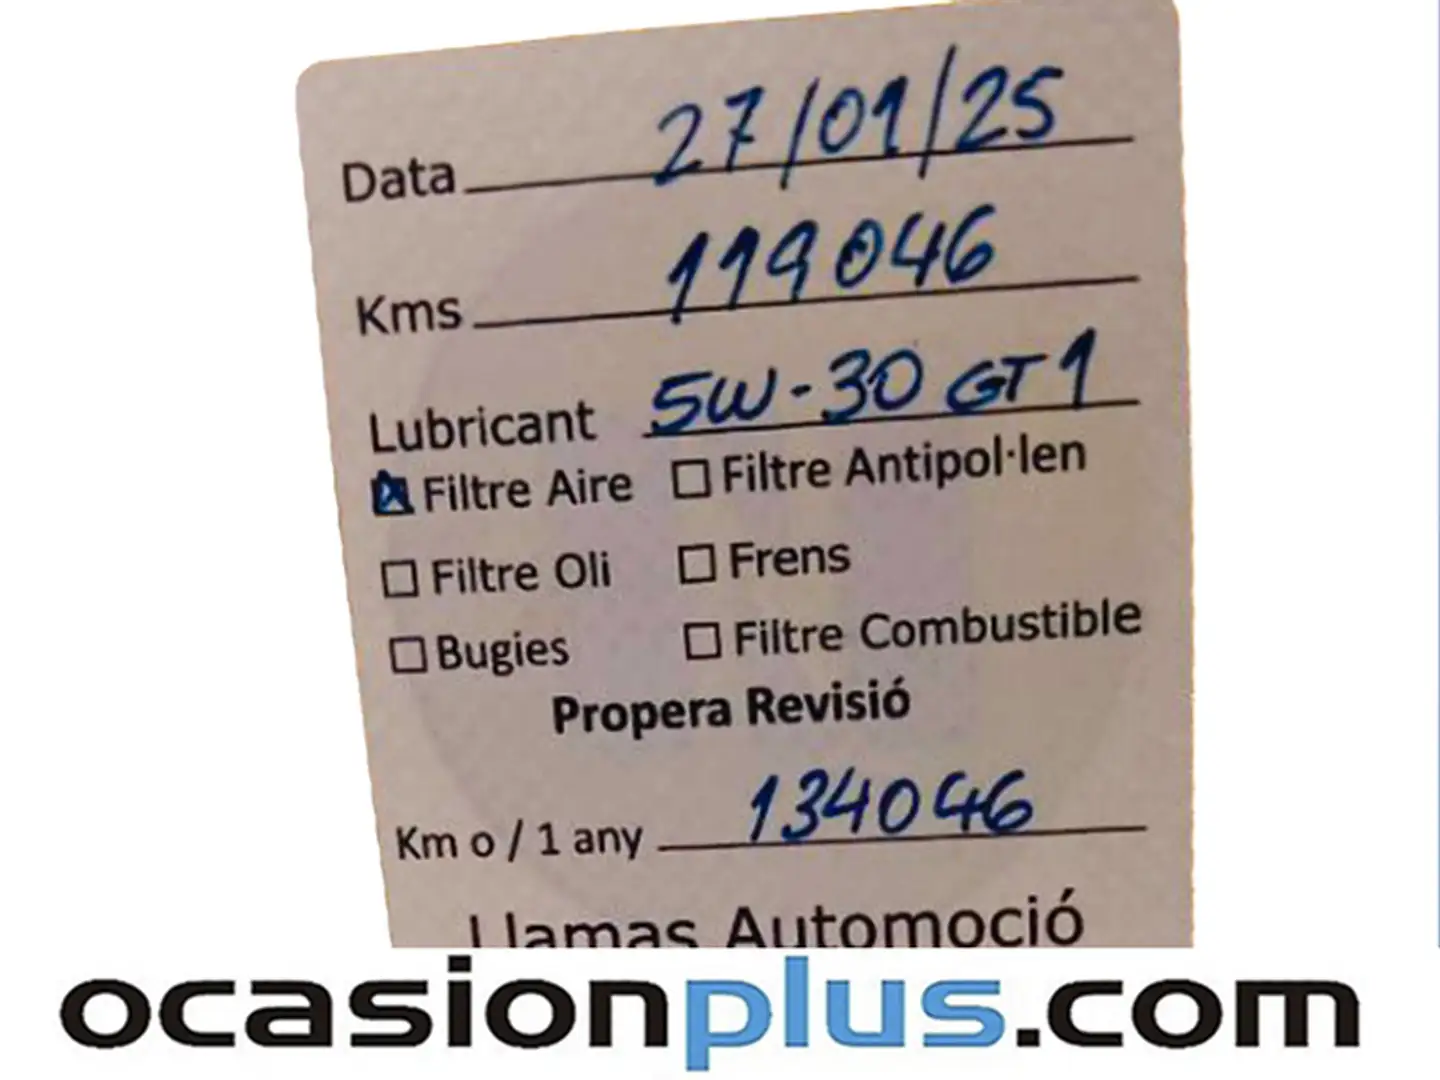 Data 27/01/25
Kms 119046
Lubricant 5W-30 GT1
Filtre Aire Filtre Antipol·len
Filtre Oli Frens
Bugies Filtre Combustible
Propera Revisió
Km o / 1 any 134046
Llamas Automoció
ocasionplus.com